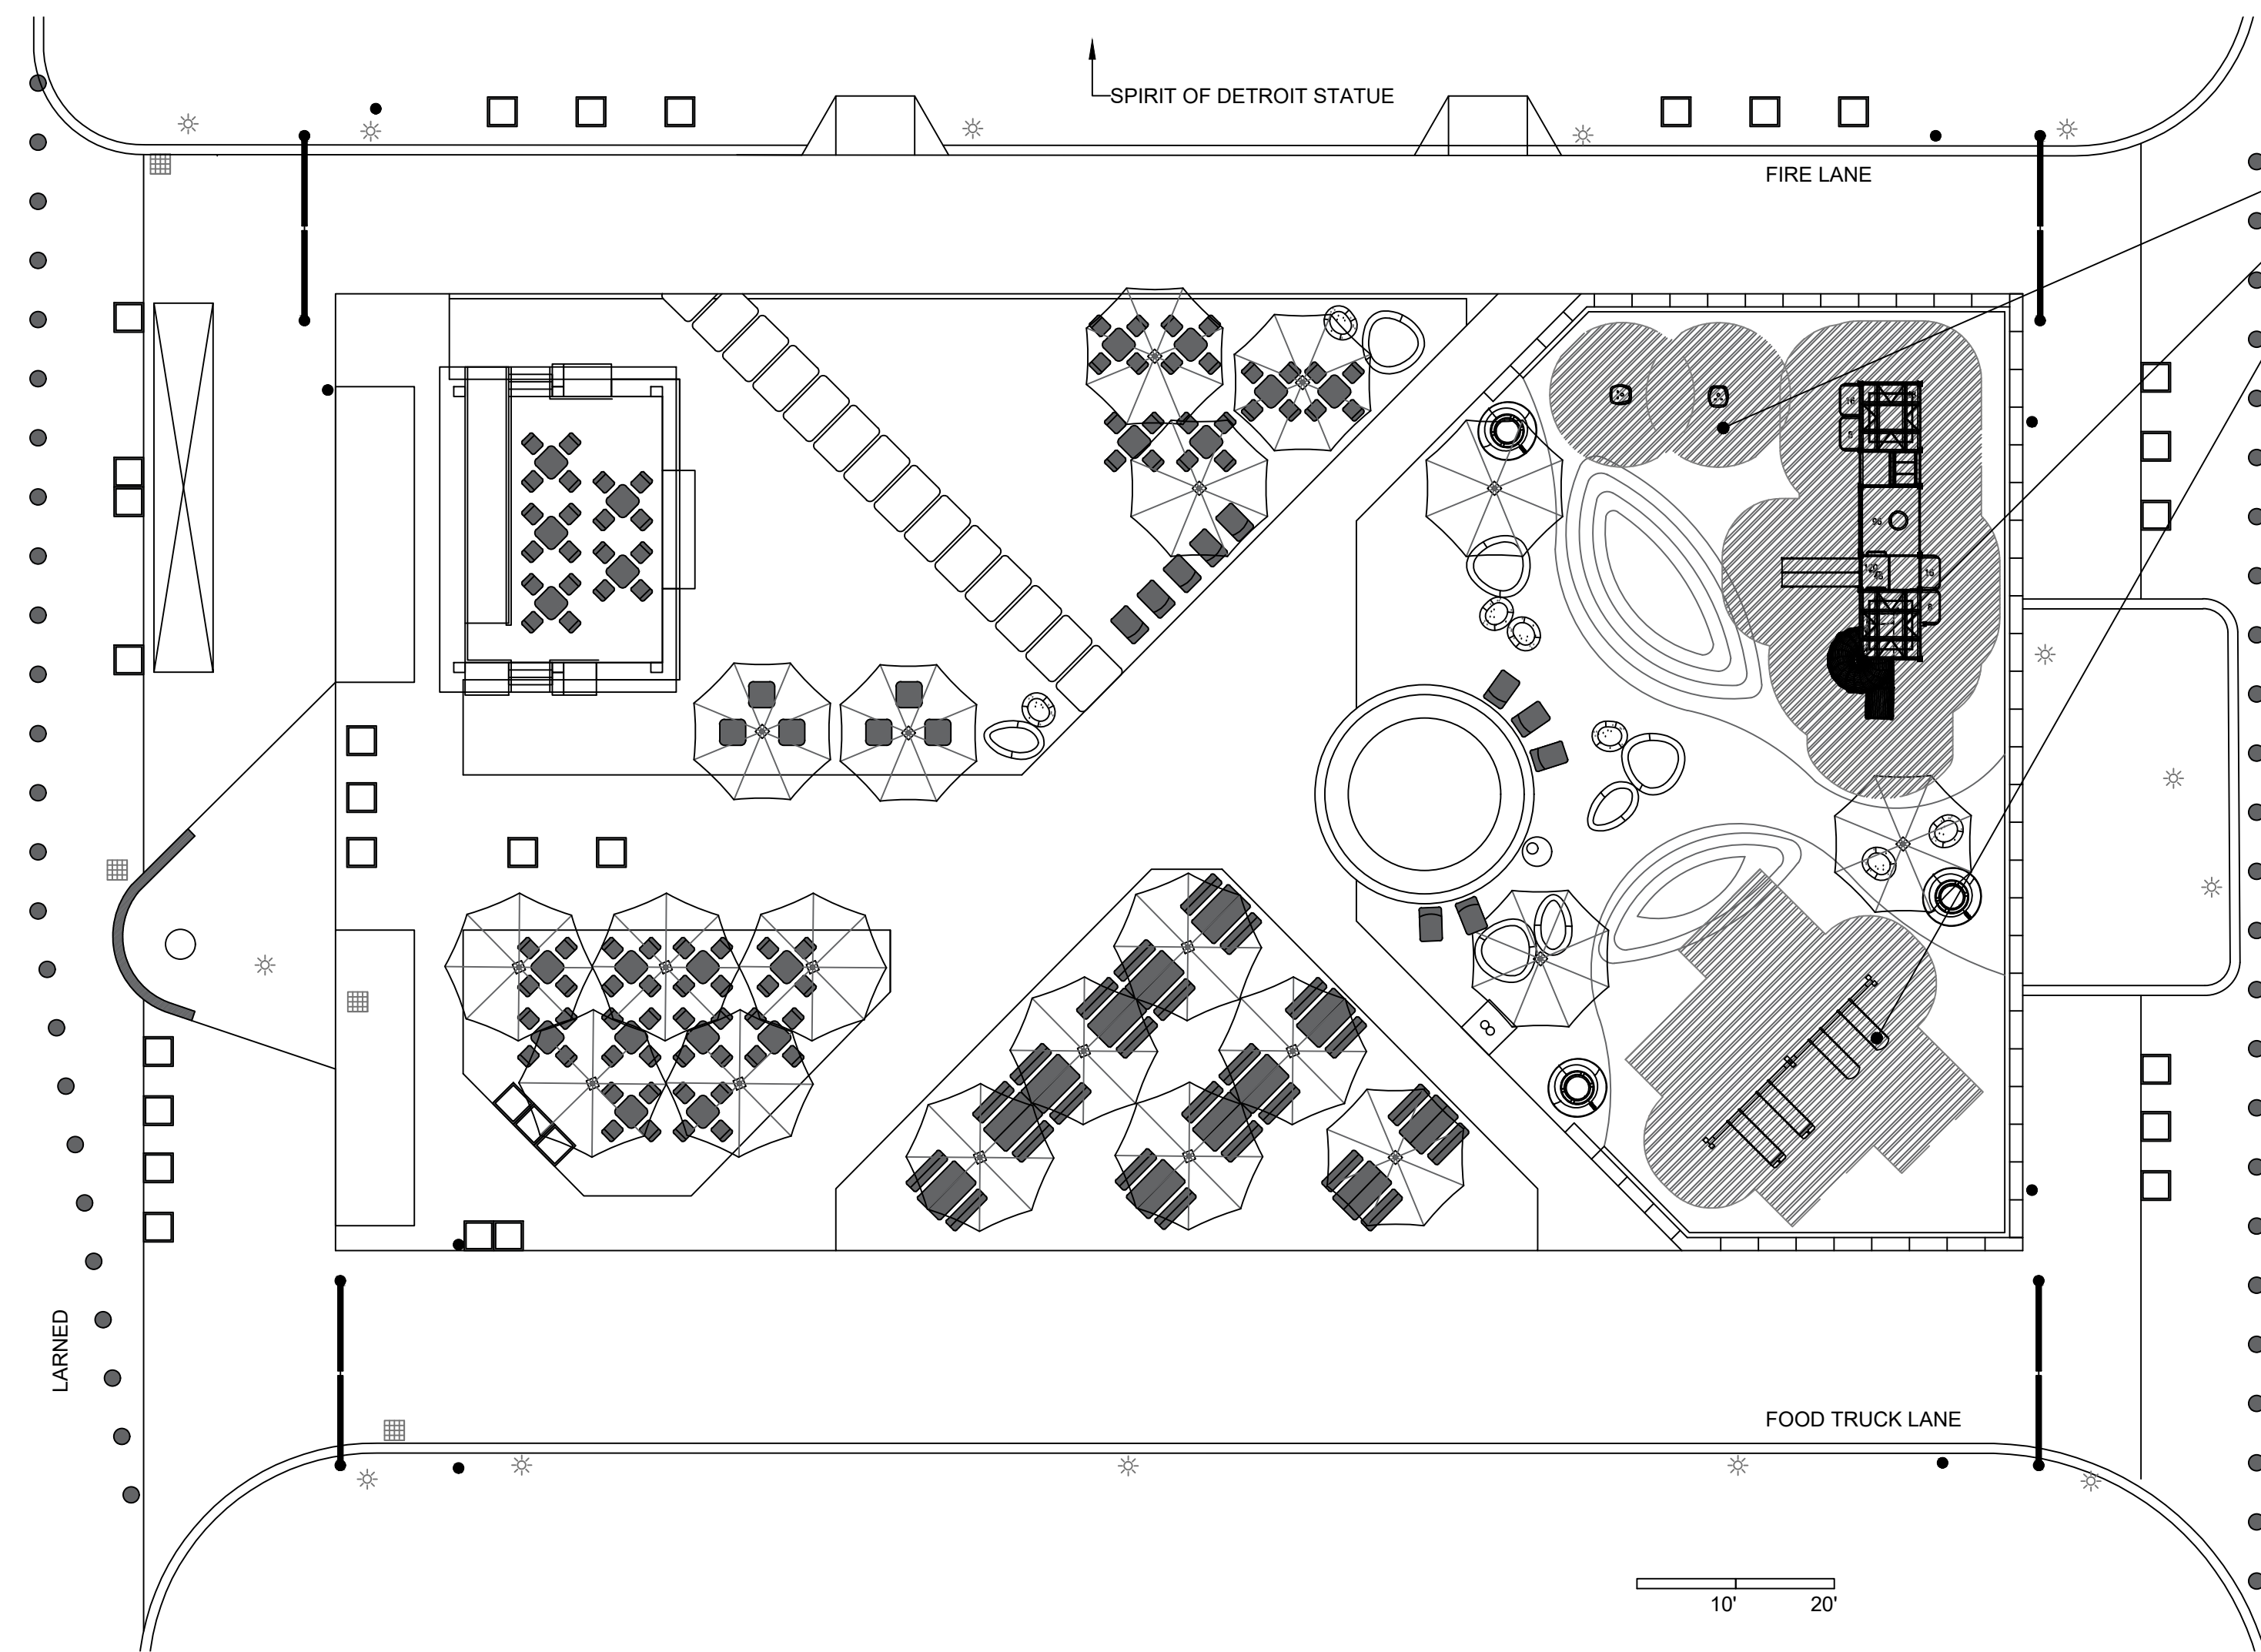 SPIRIT OF DETROIT STATUE
FIRE LANE
LARNED
FOOD TRUCK LANE
10' 20'